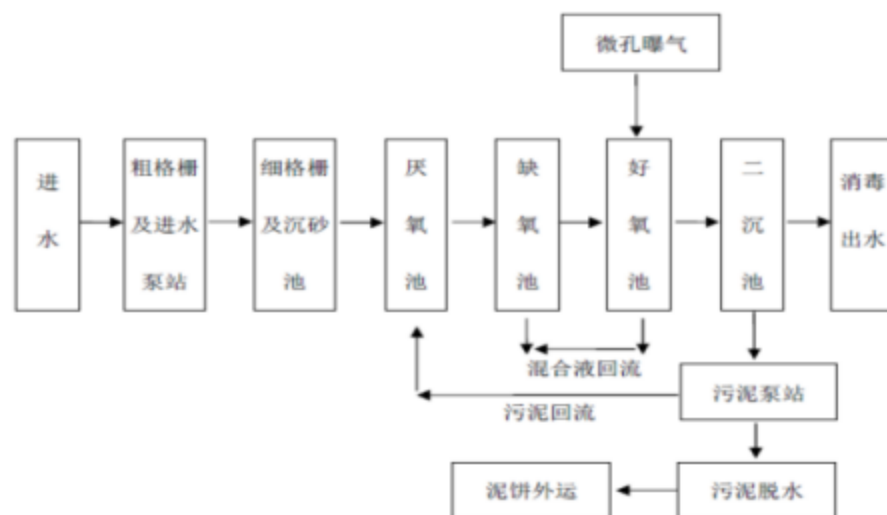 微孔曝气
进水
粗格栅
及进水
泵站
细格栅
及沉砂
池
厌氧池
缺氧池
好氧池
二沉池
消毒
出水
混合液回流
污泥回流
污泥泵站
泥饼外运
污泥脱水